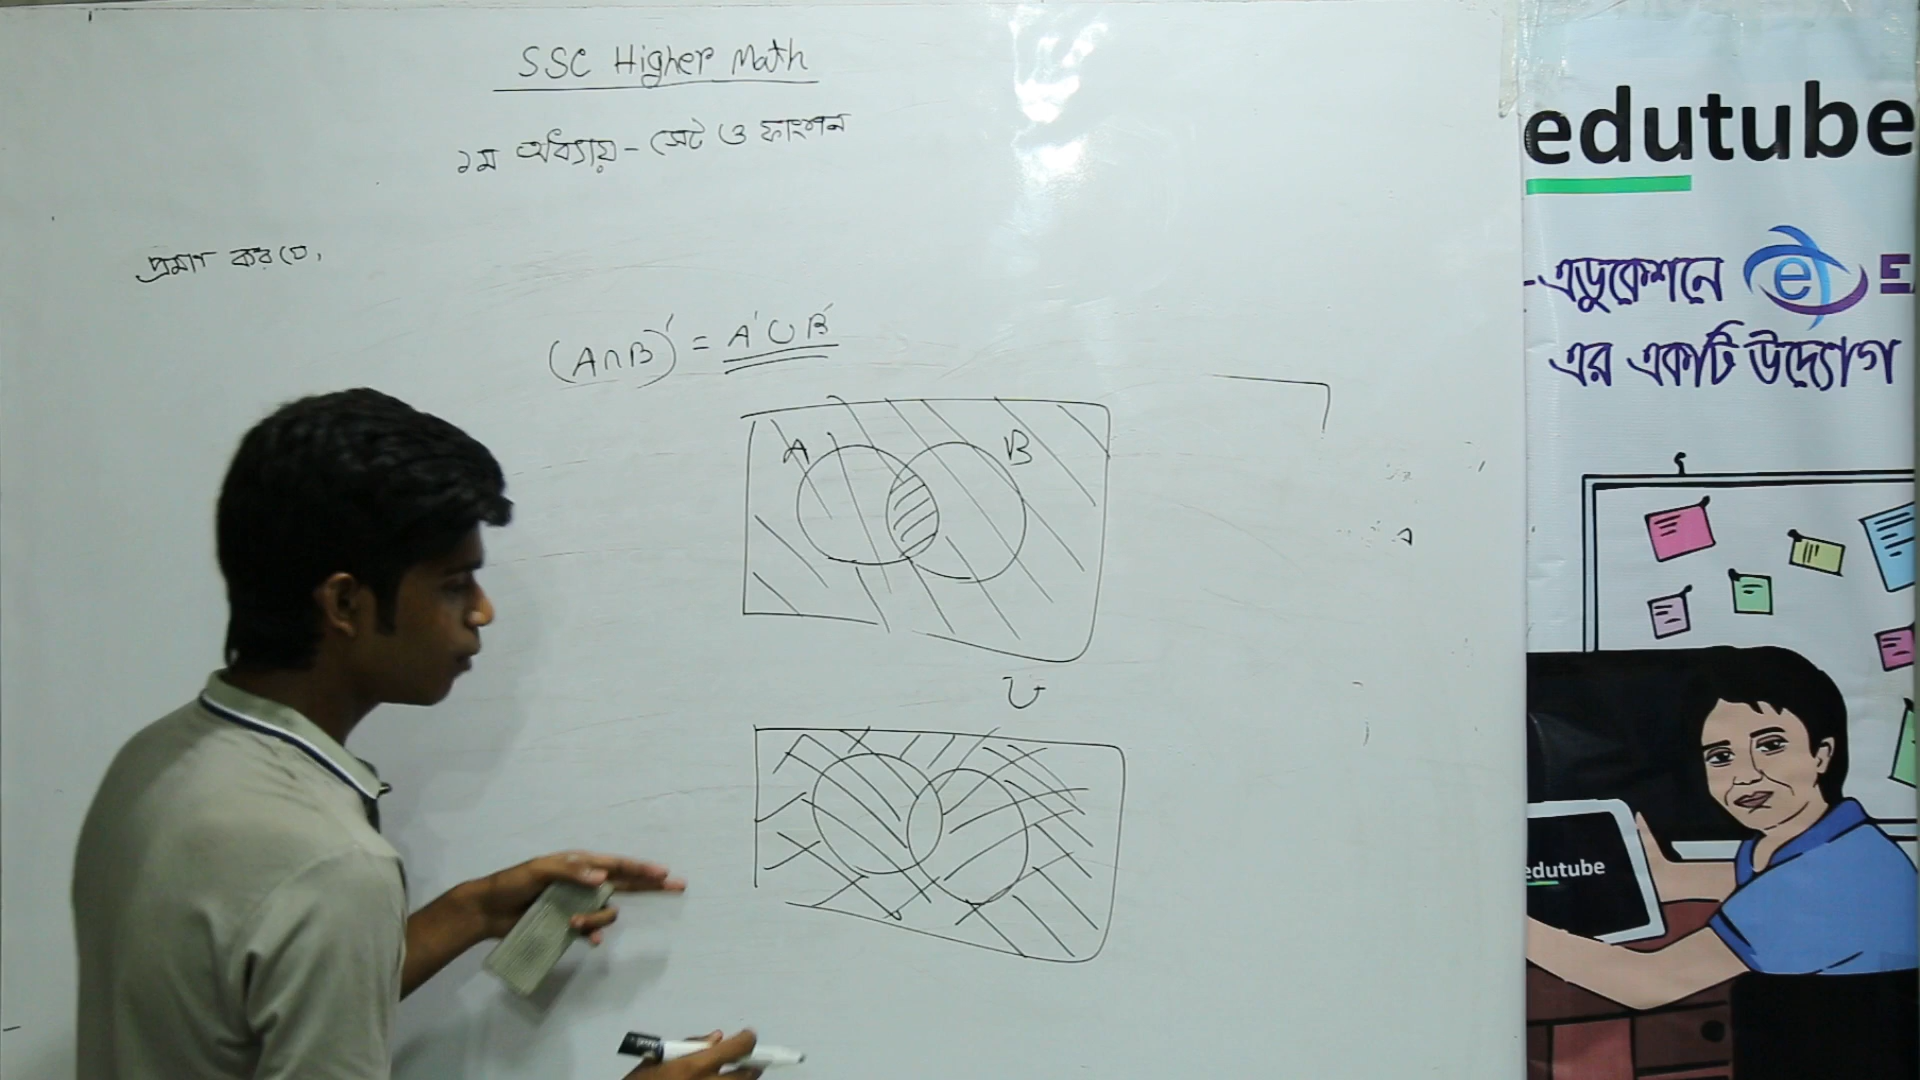 SSC Higher Math
১ম অধ্যায় - সেট ও ফাংশন
প্রমাণ কর যে,
(A∩B)′ = A′∪B′
A B
U
edutube
-এডুকেশনে e E
এর একটি উদ্যোগ
edutube